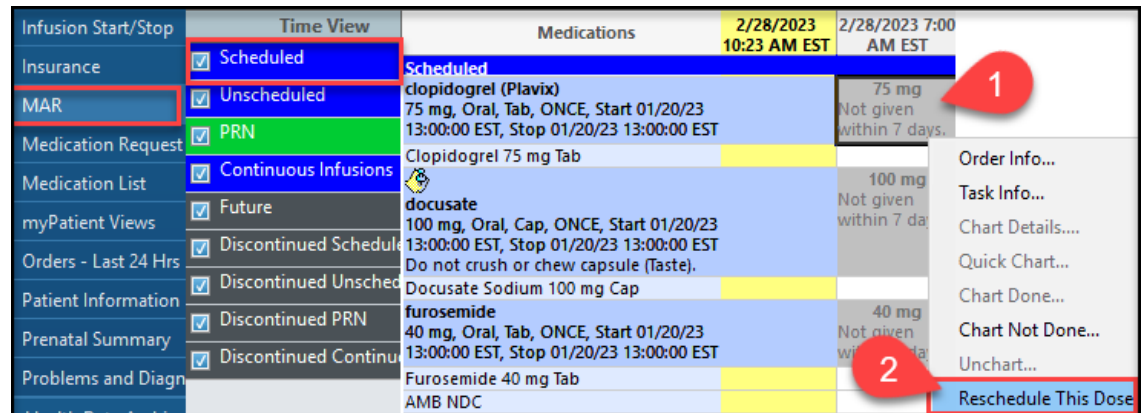 Infusion Start/Stop
Insurance
MAR
Medication Request
Medication List
myPatient Views
Orders - Last 24 Hrs
Patient Information
Prenatal Summary
Problems and Diagn
Time View
Scheduled
Unscheduled
PRN
Continuous Infusions
Future
Discontinued Schedule
Discontinued Unsched
Discontinued PRN
Discontinued Continu
Medications
2/28/2023
10:23 AM EST
2/28/2023 7:00
AM EST
Scheduled
clopidogrel (Plavix)
75 mg, Oral, Tab, ONCE, Start 01/20/23
13:00:00 EST, Stop 01/20/23 13:00:00 EST
75 mg
Not given
within 7 days.
Clopidogrel 75 mg Tab
docusate
100 mg, Oral, Cap, ONCE, Start 01/20/23
13:00:00 EST, Stop 01/20/23 13:00:00 EST
Do not crush or chew capsule (Taste).
100 mg
Not given
within 7 da
Docusate Sodium 100 mg Cap
furosemide
40 mg, Oral, Tab, ONCE, Start 01/20/23
13:00:00 EST, Stop 01/20/23 13:00:00 EST
40 mg
Not given
Furosemide 40 mg Tab
AMB NDC
1
Order Info...
Task Info...
Chart Details....
Quick Chart...
Chart Done...
Chart Not Done...
Unchart...
2
Reschedule This Dose